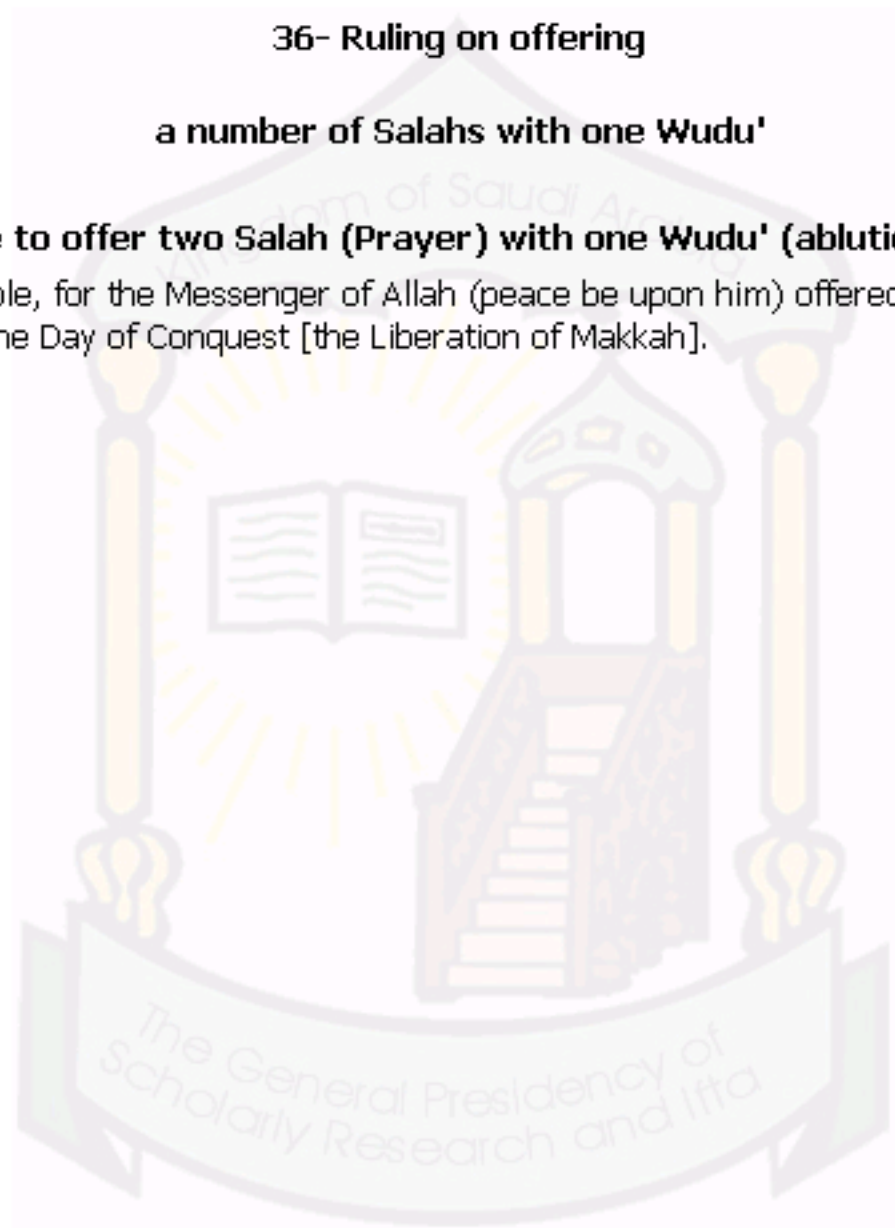 36- Ruling on offering
a number of Salahs with one Wudu'
Kingdom of Saudi Arabia
to offer two Salah (Prayer) with one Wudu'
for the Messenger of Allah (peace be upon him) offered
Day of Conquest [the Liberation of Makkah].
The General Presidency of
Scholarly Research and Ifta